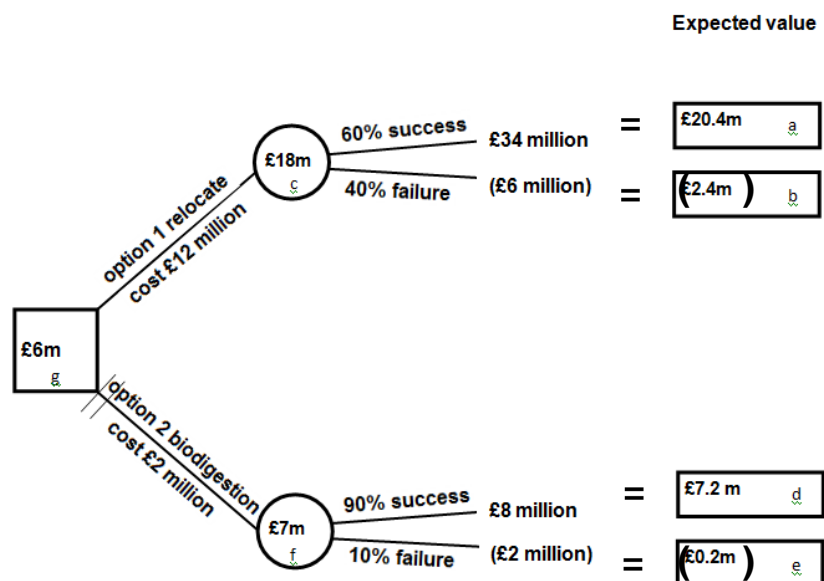 Expected value
60% success
£34 million
=
£20.4m
a
£18m
c
40% failure
(£6 million)
=
(£2.4m)
b
option 1 relocate
cost £12 million
£6m
g
option 2 biodigestion
cost £2 million
90% success
£8 million
=
£7.2 m
d
£7m
f
10% failure
(£2 million)
=
(£0.2m)
e